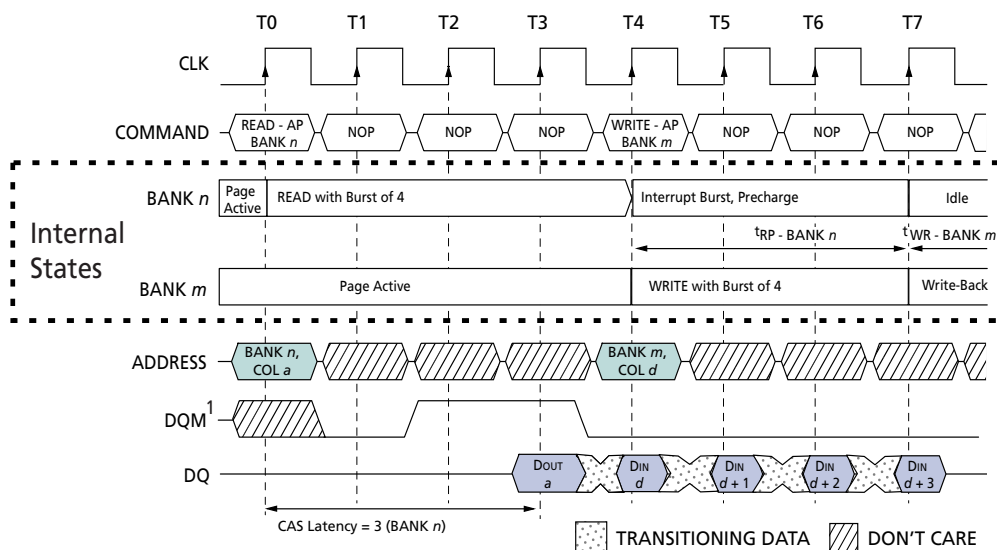 T0 T1 T2 T3 T4 T5 T6 T7
CLK
COMMAND READ - AP BANK n NOP NOP NOP WRITE - AP BANK m NOP NOP NOP
Internal States
BANK n Page Active READ with Burst of 4 Interrupt Burst, Precharge Idle
tRP - BANK n tWR - BANK m
BANK m Page Active WRITE with Burst of 4 Write-Back
ADDRESS BANK n, COL a BANK m, COL d
DQM1
DQ DOUT a DIN d DIN d + 1 DIN d + 2 DIN d + 3
CAS Latency = 3 (BANK n)
TRANSITIONING DATA DON'T CARE